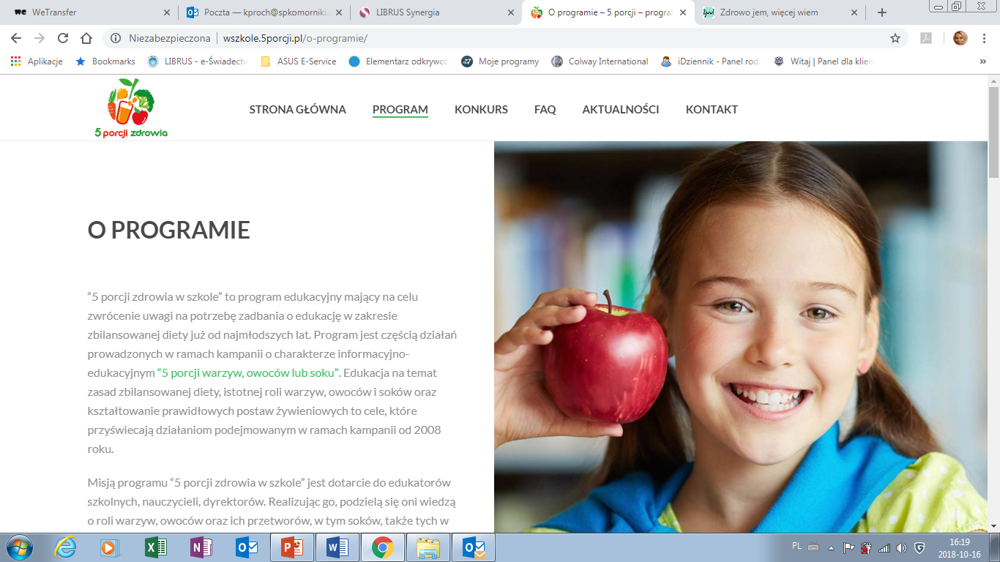 WeTransfer
Poczta — kproch@spkomorniki.
LIBRUS Synergia
O programie – 5 porcji – progra
Zdrowo jem, więcej wiem
Niezabezpieczona | wszkole.5porcji.pl/o-programie/
Aplikacje
Bookmarks
LIBRUS - e-Świadectw
ASUS E-Service
Elementarz odkrywcó
Moje programy
Colway International
iDziennik - Panel rod
Witaj | Panel dla klien
»
5 porcji zdrowia
STRONA GŁÓWNA
PROGRAM
KONKURS
FAQ
AKTUALNOŚCI
KONTAKT
O PROGRAMIE
“5 porcji zdrowia w szkole” to program edukacyjny mający na celu
zwrócenie uwagi na potrzebę zadbania o edukację w zakresie
zbilansowanej diety już od najmłodszych lat. Program jest częścią działań
prowadzonych w ramach kampanii o charakterze informacyjno-
edukacyjnym “5 porcji warzyw, owoców lub soku”. Edukacja na temat
zasad zbilansowanej diety, istotnej roli warzyw, owoców i soków oraz
kształtowanie prawidłowych postaw żywieniowych to cele, które
przyświecają działaniom podejmowanym w ramach kampanii od 2008
roku.
Misją programu “5 porcji zdrowia w szkole” jest dotarcie do edukatorów
szkolnych, nauczycieli, dyrektorów. Realizując go, podzielą się oni wiedzą
o roli warzyw, owoców oraz ich przetworów, w tym soków, także tych w
PL
16:19
2018-10-16